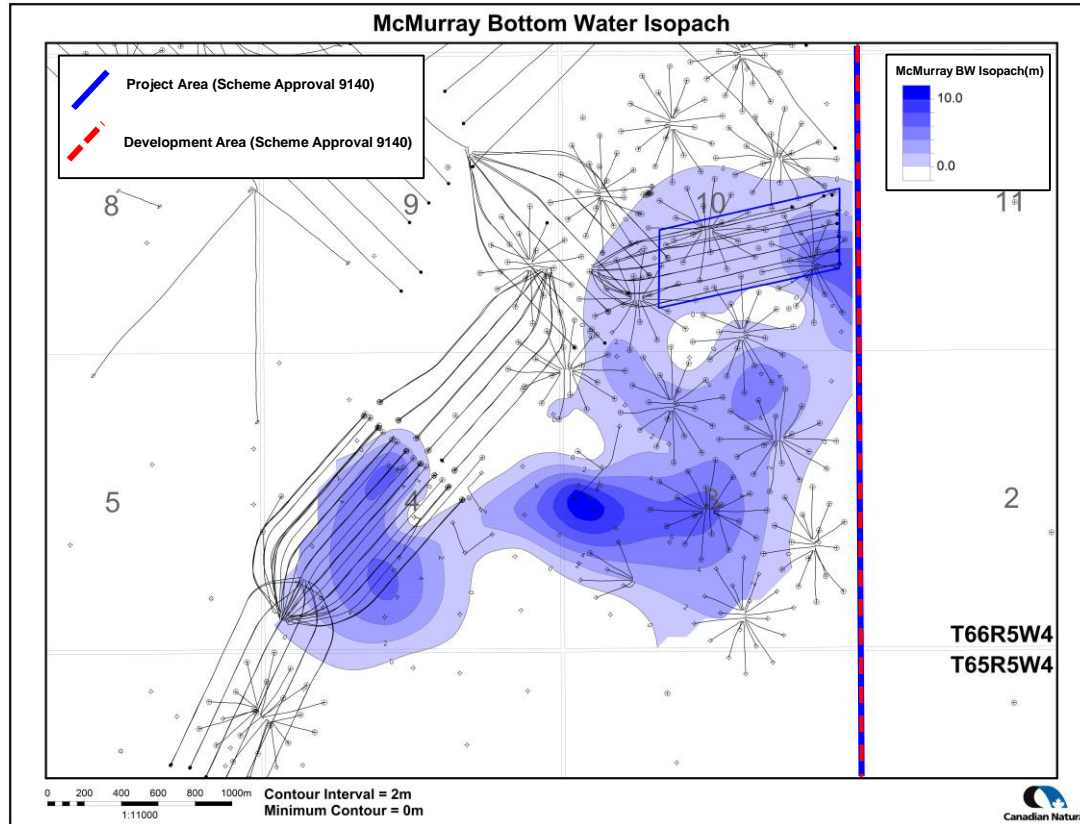 McMurray Bottom Water Isopach
Project Area (Scheme Approval 9140)
Development Area (Scheme Approval 9140)
McMurray BW Isopach(m)
10.0
0.0
8
9
10
11
5
4
3
2
T66R5W4
T65R5W4
0 200 400 600 800 1000m
1:11000
Contour Interval = 2m
Minimum Contour = 0m
Canadian Natural